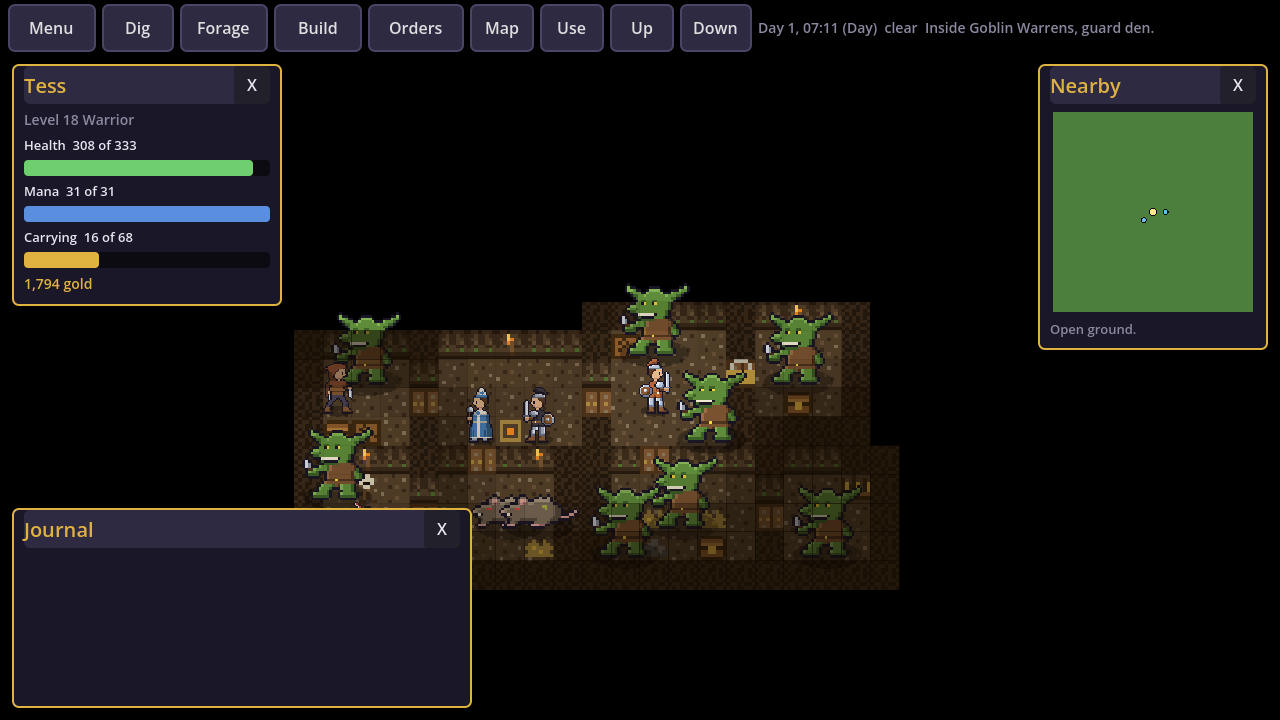 Menu
Dig
Forage
Build
Orders
Map
Use
Up
Down
Day 1, 07:11 (Day)  clear  Inside Goblin Warrens, guard den.
Tess
X
Level 18 Warrior
Health  308 of 333
Mana  31 of 31
Carrying  16 of 68
1,794 gold
Nearby
X
Open ground.
Journal
X